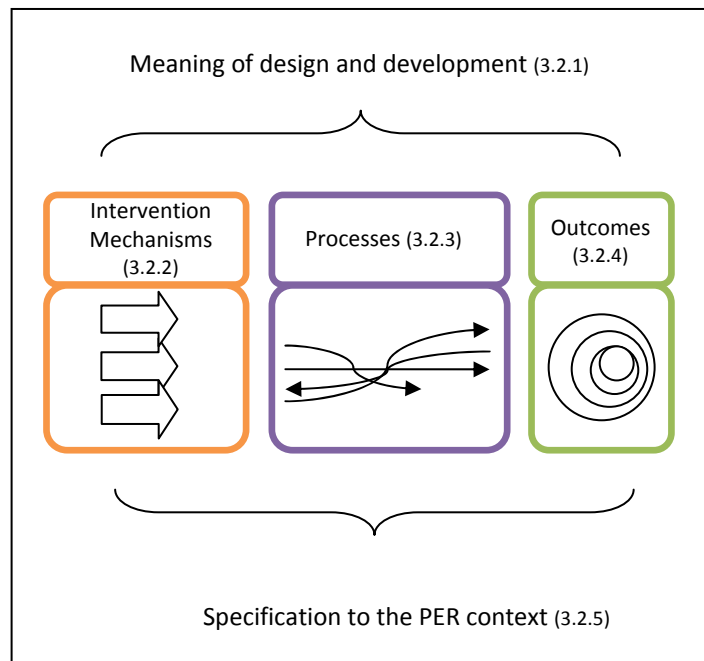 Meaning of design and development (3.2.1)
Intervention
Mechanisms
(3.2.2)
Processes (3.2.3)
Outcomes
(3.2.4)
Specification to the PER context (3.2.5)